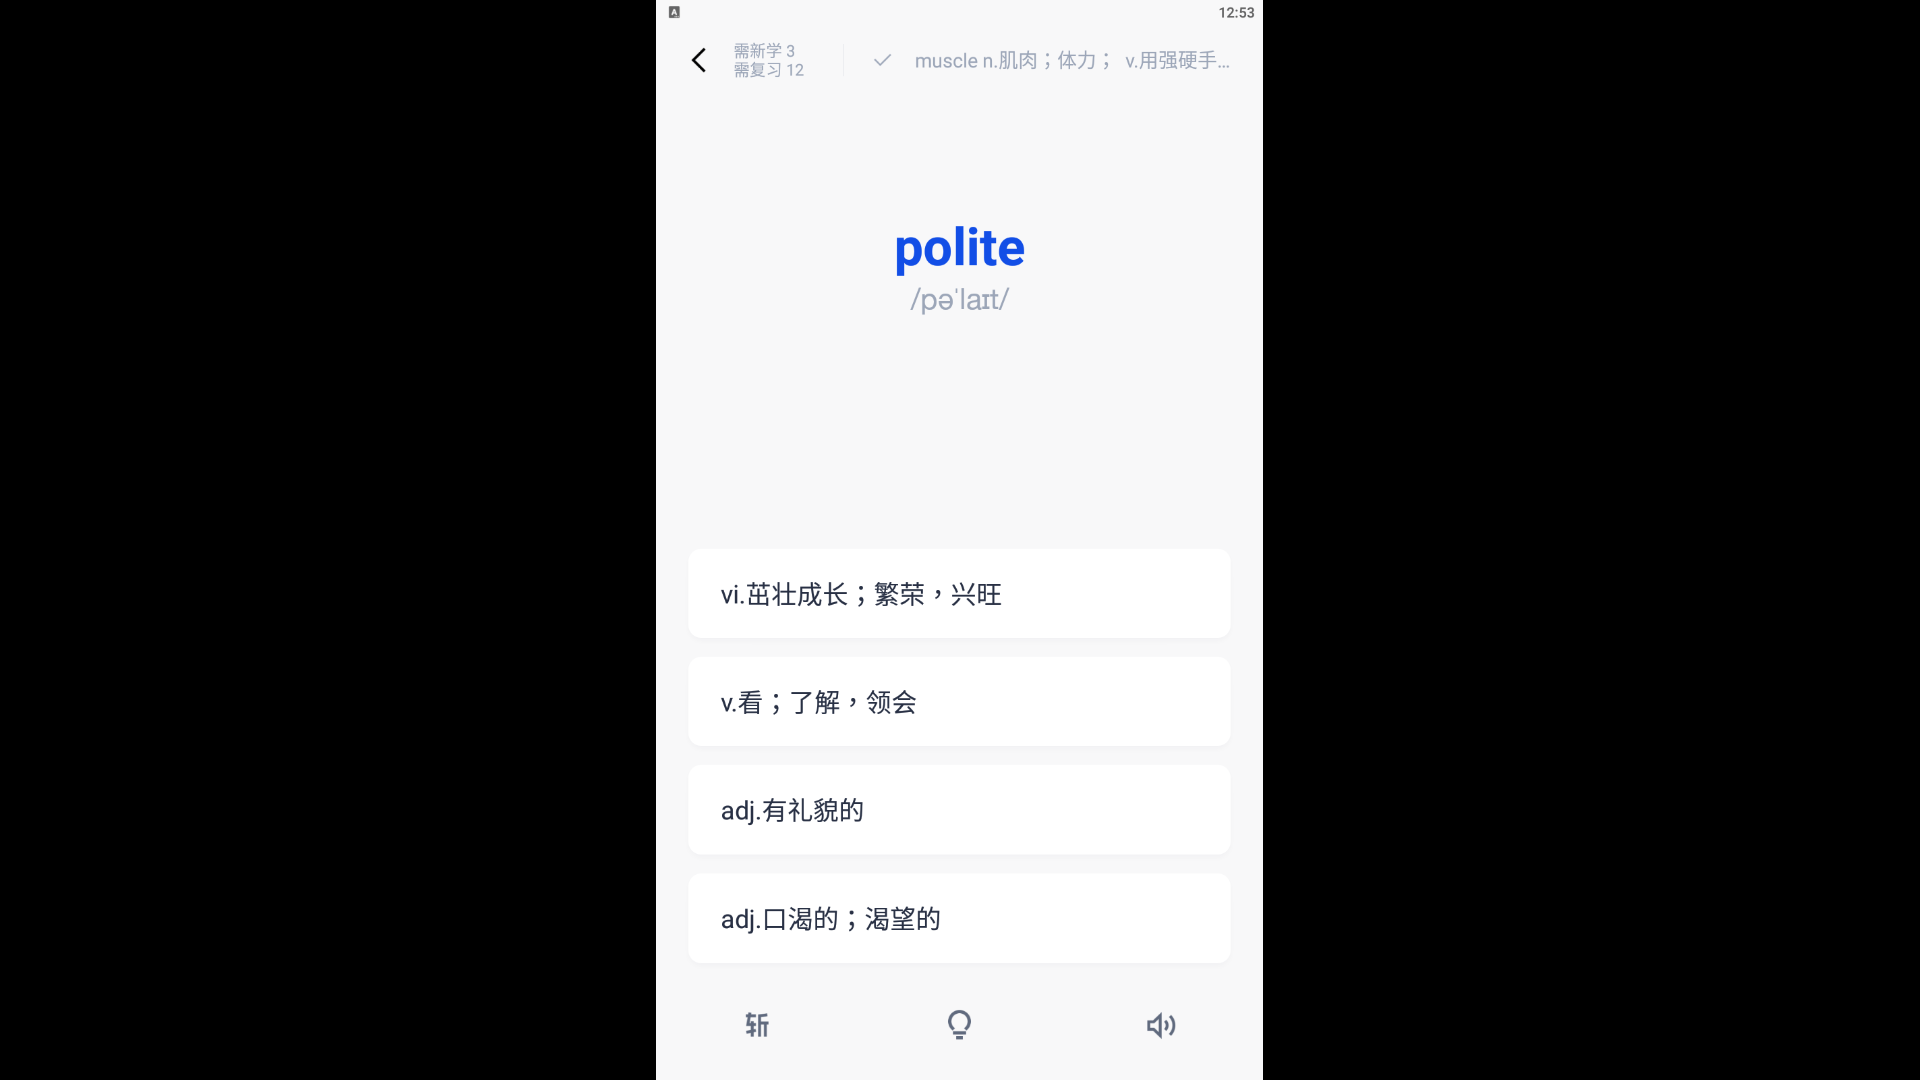 A
12:53
需新学 3
需复习 12
muscle n.肌肉；体力； v.用强硬手...
polite
/pəˈlaɪt/
vi.茁壮成长；繁荣，兴旺
v.看；了解，领会
adj.有礼貌的
adj.口渴的；渴望的
斩